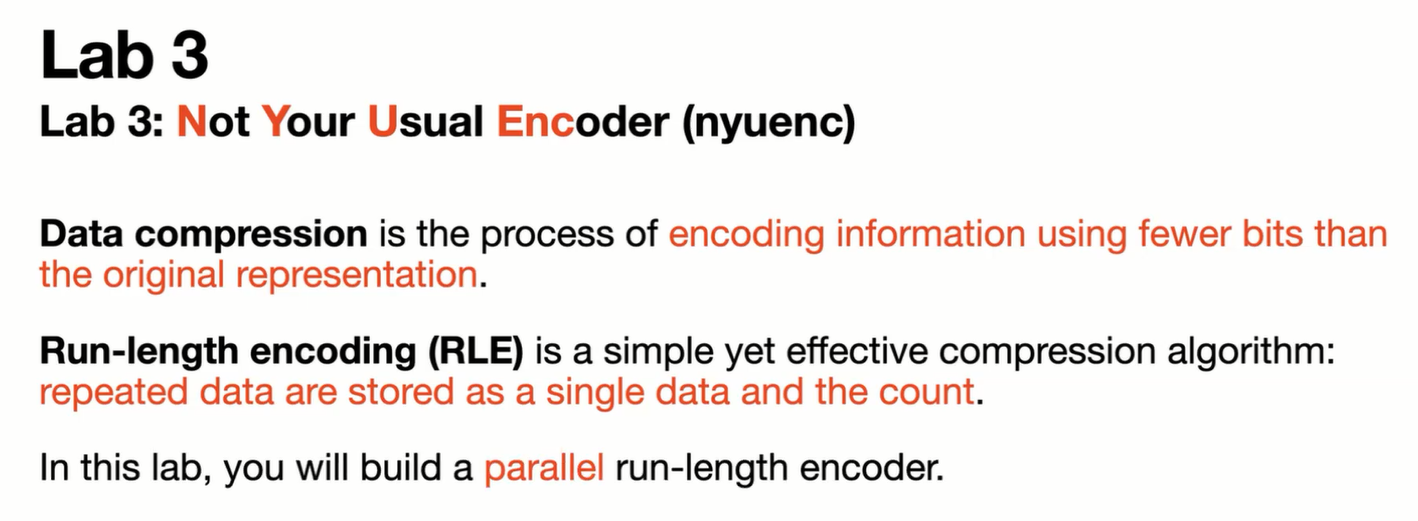 Lab 3
Lab 3: Not Your Usual Encoder (nyuenc)
Data compression is the process of encoding information using fewer bits than
the original representation.
Run-length encoding (RLE) is a simple yet effective compression algorithm:
repeated data are stored as a single data and the count.
In this lab, you will build a parallel run-length encoder.